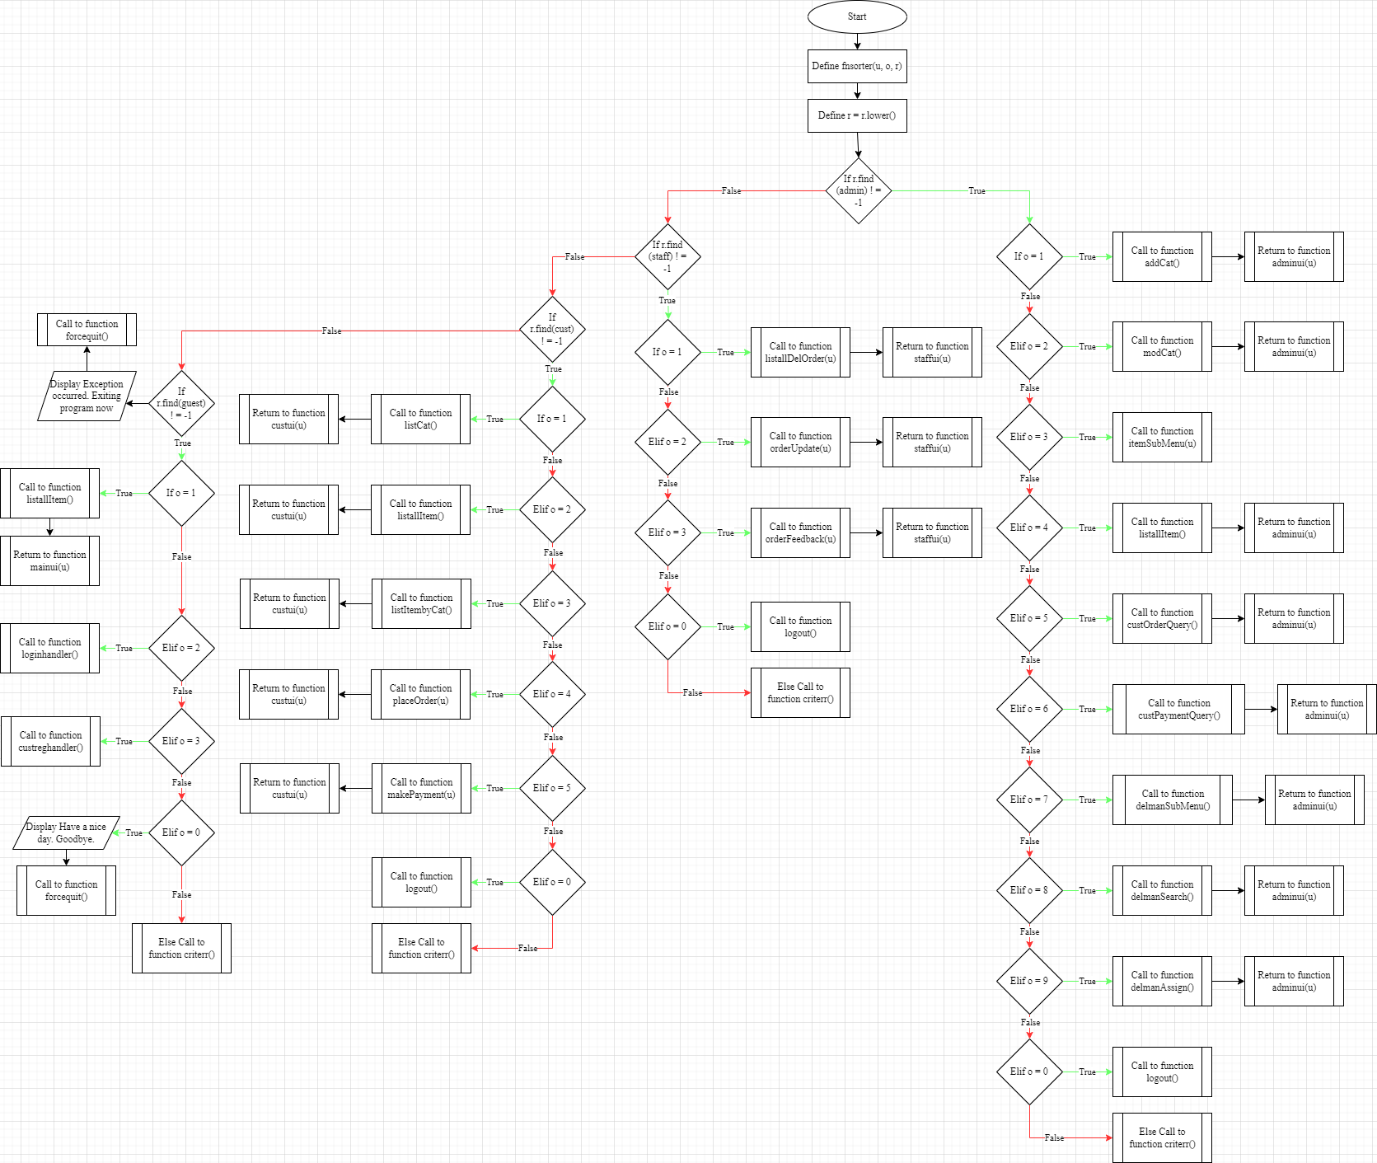 Start
Define fnsorter(u, o, r)
Define r = r.lower()
If r.find
(admin) ! =
-1
False
True
If r.find
(staff) ! =
-1
False
True
If
r.find(cust)
! = -1
False
True
If
r.find(guest)
! = -1
True
Display Exception
occurred. Exiting
program now
Call to function
forcequit()
If o = 1
True
Call to function
listallItem()
Return to function
mainui(u)
False
Elif o = 2
True
Call to function
loginhandler()
False
Elif o = 3
True
Call to function
custreghandler()
False
Elif o = 0
True
Display Have a nice
day. Goodbye.
Call to function
forcequit()
False
Else Call to
function criterr()
If o = 1
True
Call to function
listCat()
Return to function
custui(u)
False
Elif o = 2
True
Call to function
listallItem()
Return to function
custui(u)
False
Elif o = 3
True
Call to function
listItembyCat()
Return to function
custui(u)
False
Elif o = 4
True
Call to function
placeOrder(u)
Return to function
custui(u)
False
Elif o = 5
True
Call to function
makePayment(u)
Return to function
custui(u)
False
Elif o = 0
True
Call to function
logout()
False
Else Call to
function criterr()
If o = 1
True
Call to function
listallDelOrder(u)
Return to function
staffui(u)
False
Elif o = 2
True
Call to function
orderUpdate(u)
Return to function
staffui(u)
False
Elif o = 3
True
Call to function
orderFeedback(u)
Return to function
staffui(u)
False
Elif o = 0
True
Call to function
logout()
False
Else Call to
function criterr()
If o = 1
True
Call to function
addCat()
Return to function
adminui(u)
False
Elif o = 2
True
Call to function
modCat()
Return to function
adminui(u)
False
Elif o = 3
True
Call to function
itemSubMenu(u)
False
Elif o = 4
True
Call to function
listallItem()
Return to function
adminui(u)
False
Elif o = 5
True
Call to function
custOrderQuery()
Return to function
adminui(u)
False
Elif o = 6
True
Call to function
custPaymentQuery()
Return to function
adminui(u)
False
Elif o = 7
True
Call to function
delmanSubMenu()
Return to function
adminui(u)
False
Elif o = 8
True
Call to function
delmanSearch()
Return to function
adminui(u)
False
Elif o = 9
True
Call to function
delmanAssign()
Return to function
adminui(u)
False
Elif o = 0
True
Call to function
logout()
False
Else Call to
function criterr()